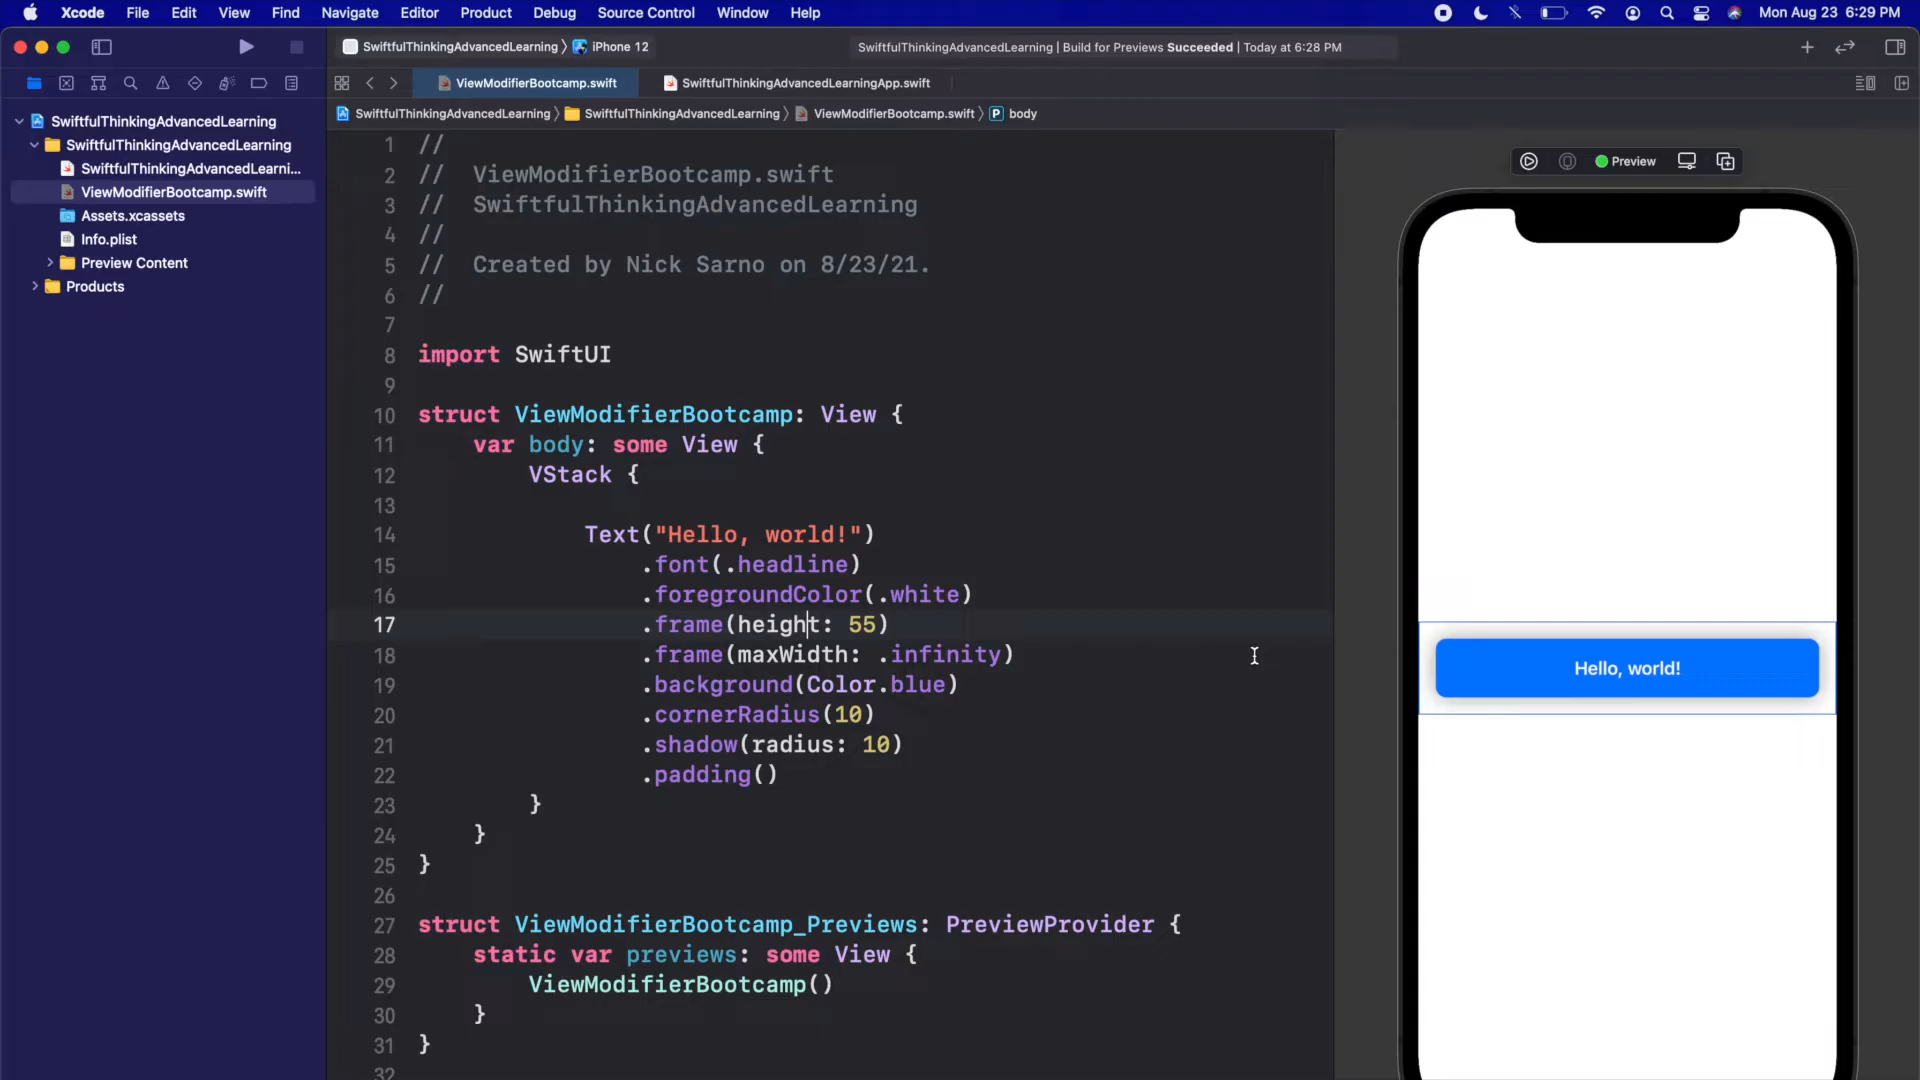 Xcode File Edit View Find Navigate Editor Product Debug Source Control Window Help Mon Aug 23 6:29 PM
SwiftfulThinkingAdvancedLearning iPhone 12 SwiftfulThinkingAdvancedLearning | Build for Previews Succeeded | Today at 6:28 PM
ViewModifierBootcamp.swift SwiftfulThinkingAdvancedLearningApp.swift
SwiftfulThinkingAdvancedLearning SwiftfulThinkingAdvancedLearning ViewModifierBootcamp.swift P body
SwiftfulThinkingAdvancedLearning
SwiftfulThinkingAdvancedLearning
SwiftfulThinkingAdvancedLearni...
ViewModifierBootcamp.swift
Assets.xcassets
Info.plist
Preview Content
Products
1 //
2 //  ViewModifierBootcamp.swift
3 //  SwiftfulThinkingAdvancedLearning
4 //
5 //  Created by Nick Sarno on 8/23/21.
6 //
7
8 import SwiftUI
9
10 struct ViewModifierBootcamp: View {
11     var body: some View {
12         VStack {
13
14             Text("Hello, world!")
15                 .font(.headline)
16                 .foregroundColor(.white)
17                 .frame(height: 55)
18                 .frame(maxWidth: .infinity)
19                 .background(Color.blue)
20                 .cornerRadius(10)
21                 .shadow(radius: 10)
22                 .padding()
23         }
24     }
25 }
26
27 struct ViewModifierBootcamp_Previews: PreviewProvider {
28     static var previews: some View {
29         ViewModifierBootcamp()
30     }
31 }
32
Preview
Hello, world!